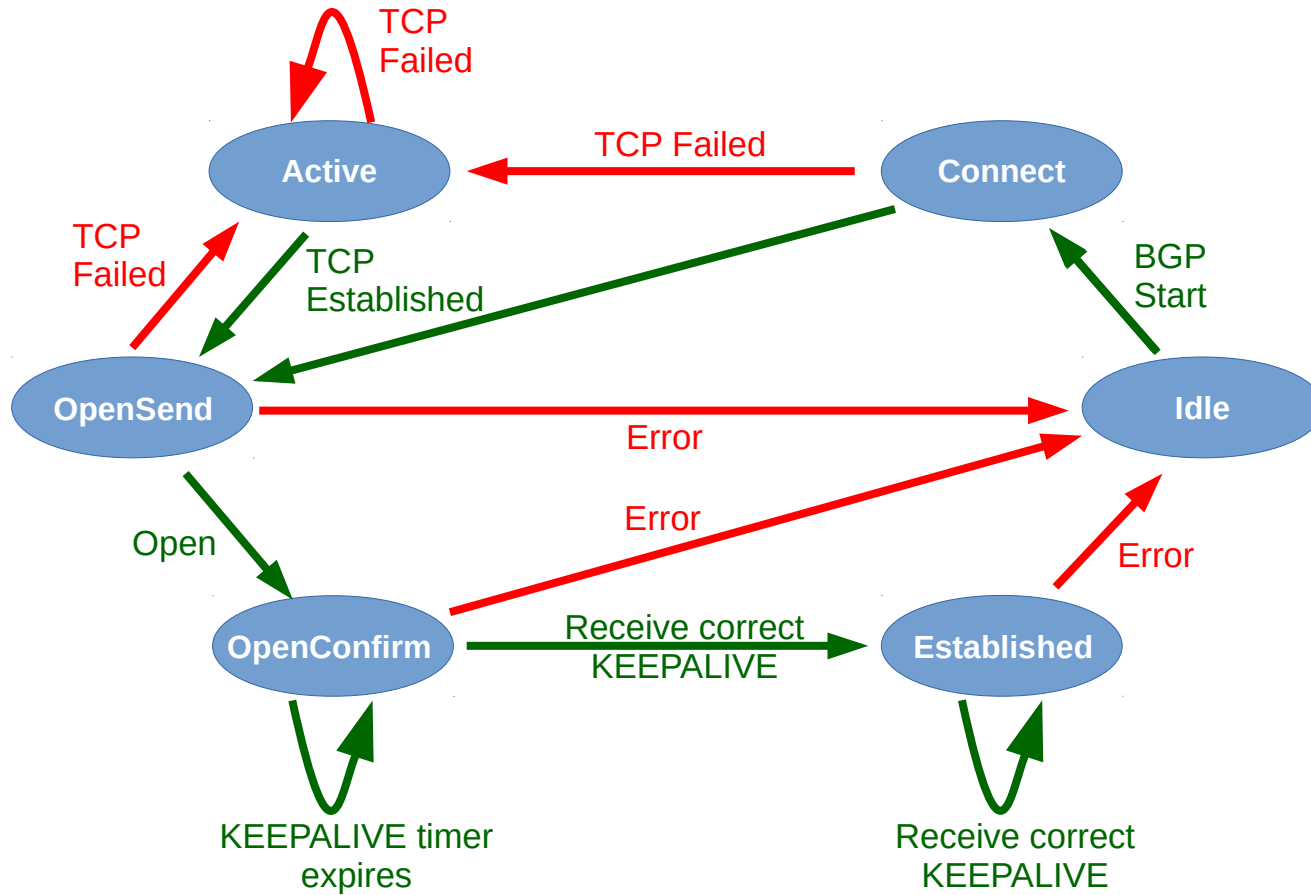 TCP
Failed
Active
TCP Failed
Connect
TCP
Failed
TCP
Established
BGP
Start
OpenSend
Idle
Error
Error
Open
Error
OpenConfirm
Receive correct
KEEPALIVE
Established
KEEPALIVE timer
expires
Receive correct
KEEPALIVE